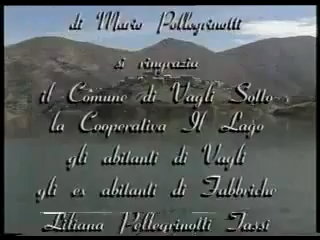 di Mario Pellegrinotti
si ringrazia
il Comune di Vagli Sotto
la Cooperativa Il Lago
gli abitanti di Vagli
gli ex abitanti di Fabbriche
Liliana Pellegrinotti Tassi